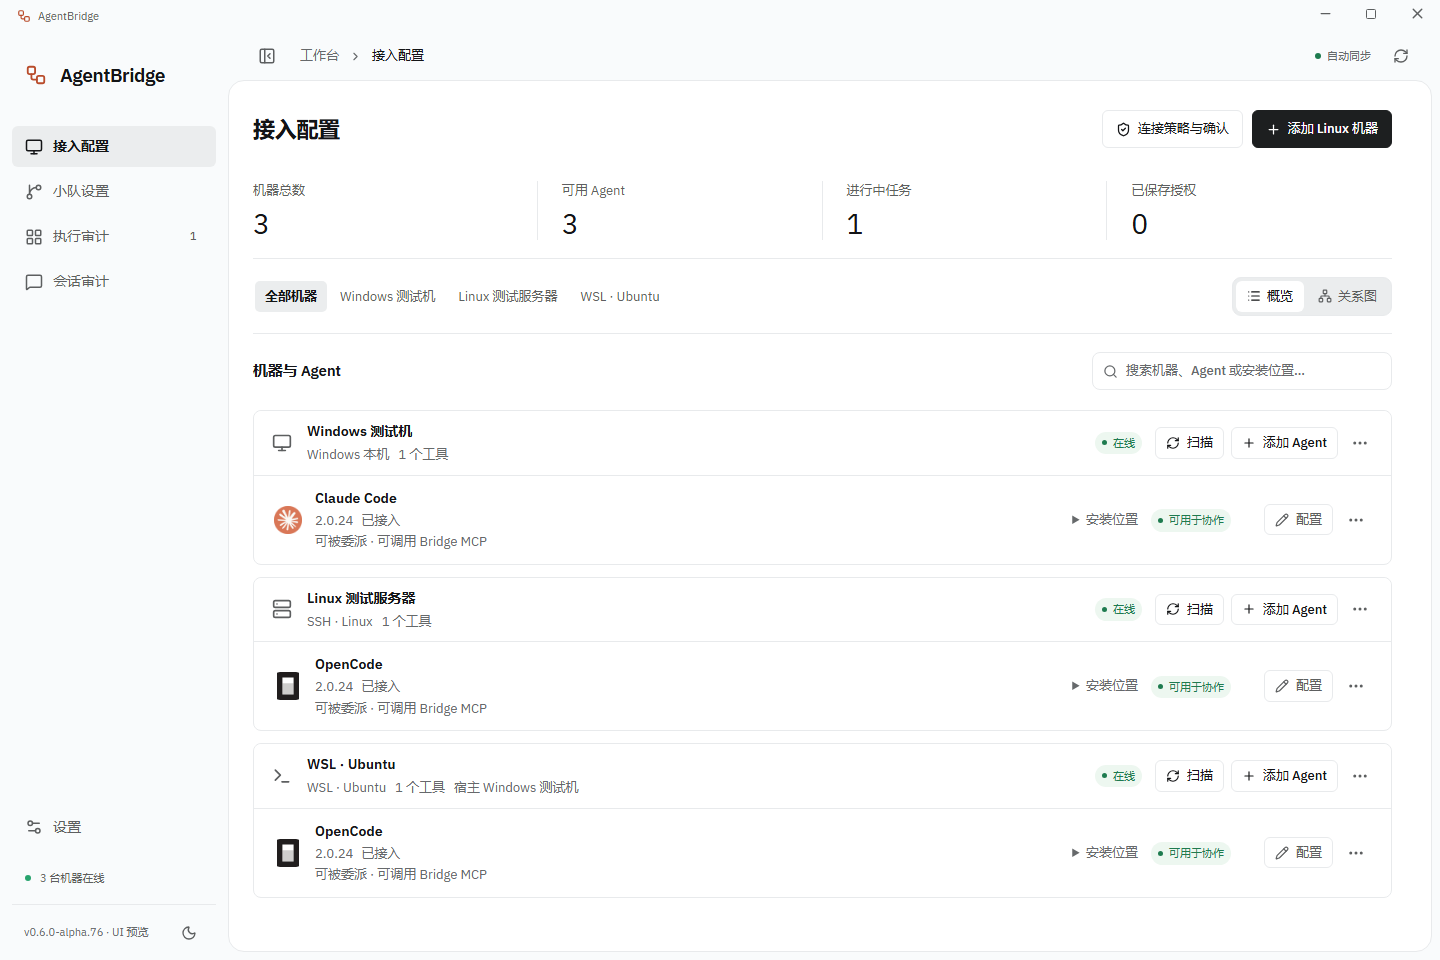 AgentBridge
AgentBridge
接入配置
小队设置
执行审计 1
会话审计
设置
3 台机器在线
v0.6.0-alpha.76 · UI 预览
工作台 > 接入配置
自动同步
接入配置
连接策略与确认
+ 添加 Linux 机器
机器总数
3
可用 Agent
3
进行中任务
1
已保存授权
0
全部机器 Windows 测试机 Linux 测试服务器 WSL · Ubuntu
概览 关系图
机器与 Agent
搜索机器、Agent 或安装位置...
Windows 测试机
Windows 本机 1 个工具
在线 扫描 + 添加 Agent
Claude Code
2.0.24 已接入
可被委派 · 可调用 Bridge MCP
安装位置 可用于协作 配置
Linux 测试服务器
SSH · Linux 1 个工具
在线 扫描 + 添加 Agent
OpenCode
2.0.24 已接入
可被委派 · 可调用 Bridge MCP
安装位置 可用于协作 配置
WSL · Ubuntu
WSL · Ubuntu 1 个工具 宿主 Windows 测试机
在线 扫描 + 添加 Agent
OpenCode
2.0.24 已接入
可被委派 · 可调用 Bridge MCP
安装位置 可用于协作 配置